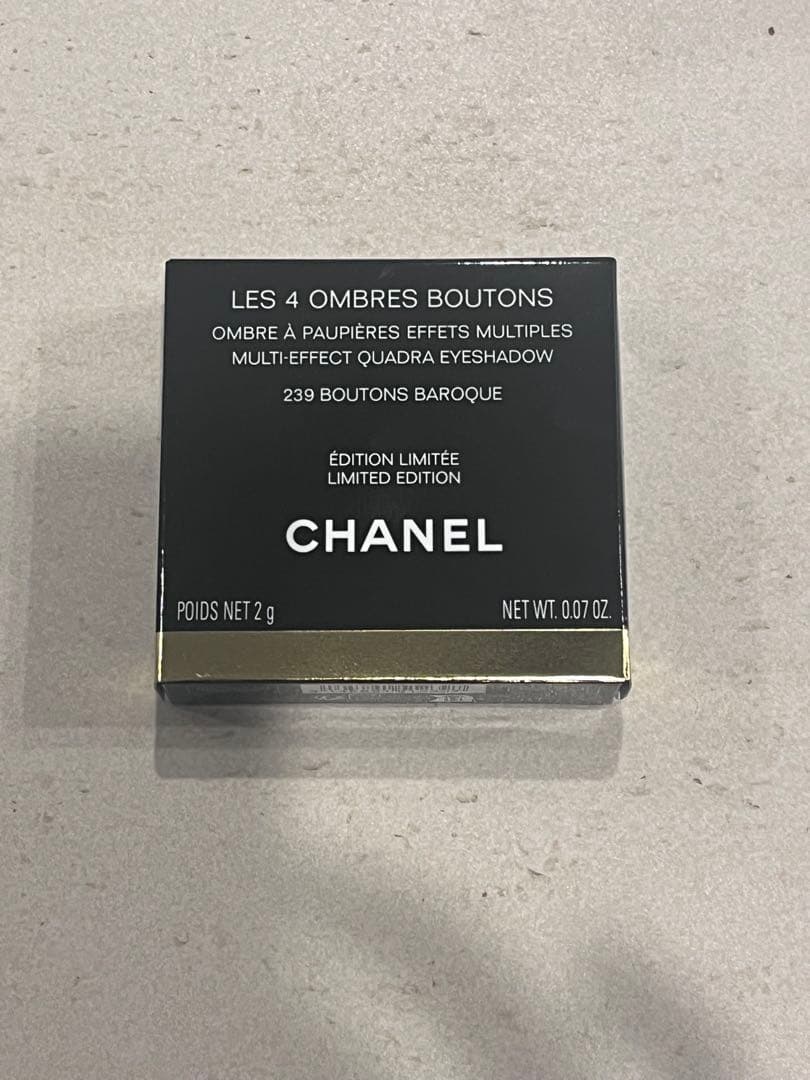 LES 4 OMBRES BOUTONS
OMBRE À PAUPIÈRES EFFETS MULTIPLES
MULTI-EFFECT QUADRA EYESHADOW
239 BOUTONS BAROQUE
ÉDITION LIMITÉE
LIMITED EDITION
CHANEL
POIDS NET 2 g NET WT. 0.07 OZ.